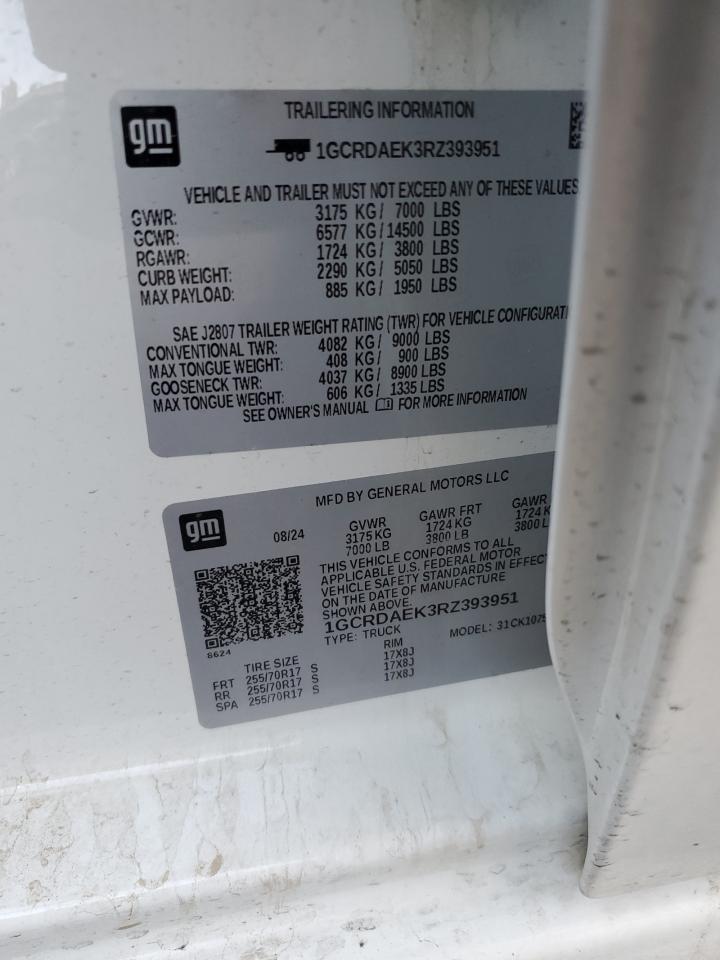 gm
TRAILERING INFORMATION
1GCRDAEK3RZ393951
VEHICLE AND TRAILER MUST NOT EXCEED ANY OF THESE VALUES
GVWR: 3175 KG/ 7000 LBS
GCWR: 6577 KG/14500 LBS
RGAWR: 1724 KG/ 3800 LBS
CURB WEIGHT: 2290 KG/ 5050 LBS
MAX PAYLOAD: 885 KG/ 1950 LBS
SAE J2807 TRAILER WEIGHT RATING (TWR) FOR VEHICLE CONFIGURATI
CONVENTIONAL TWR: 4082 KG/ 9000 LBS
MAX TONGUE WEIGHT: 408 KG/ 900 LBS
GOOSENECK TWR: 4037 KG/ 8900 LBS
MAX TONGUE WEIGHT: 606 KG/ 1335 LBS
SEE OWNER'S MANUAL FOR MORE INFORMATION
gm
MFD BY GENERAL MOTORS LLC
08/24 GVWR GAWR FRT GAWR
3175 KG 1724 KG 1724 K
7000 LB 3800 LB 3800 L
THIS VEHICLE CONFORMS TO ALL
APPLICABLE U.S. FEDERAL MOTOR
VEHICLE SAFETY STANDARDS IN EFFEC
ON THE DATE OF MANUFACTURE
SHOWN ABOVE.
1GCRDAEK3RZ393951
TYPE: TRUCK MODEL: 31CK1075
8624
TIRE SIZE RIM
FRT 255/70R17 S 17X8J
RR 255/70R17 S 17X8J
SPA 255/70R17 S 17X8J